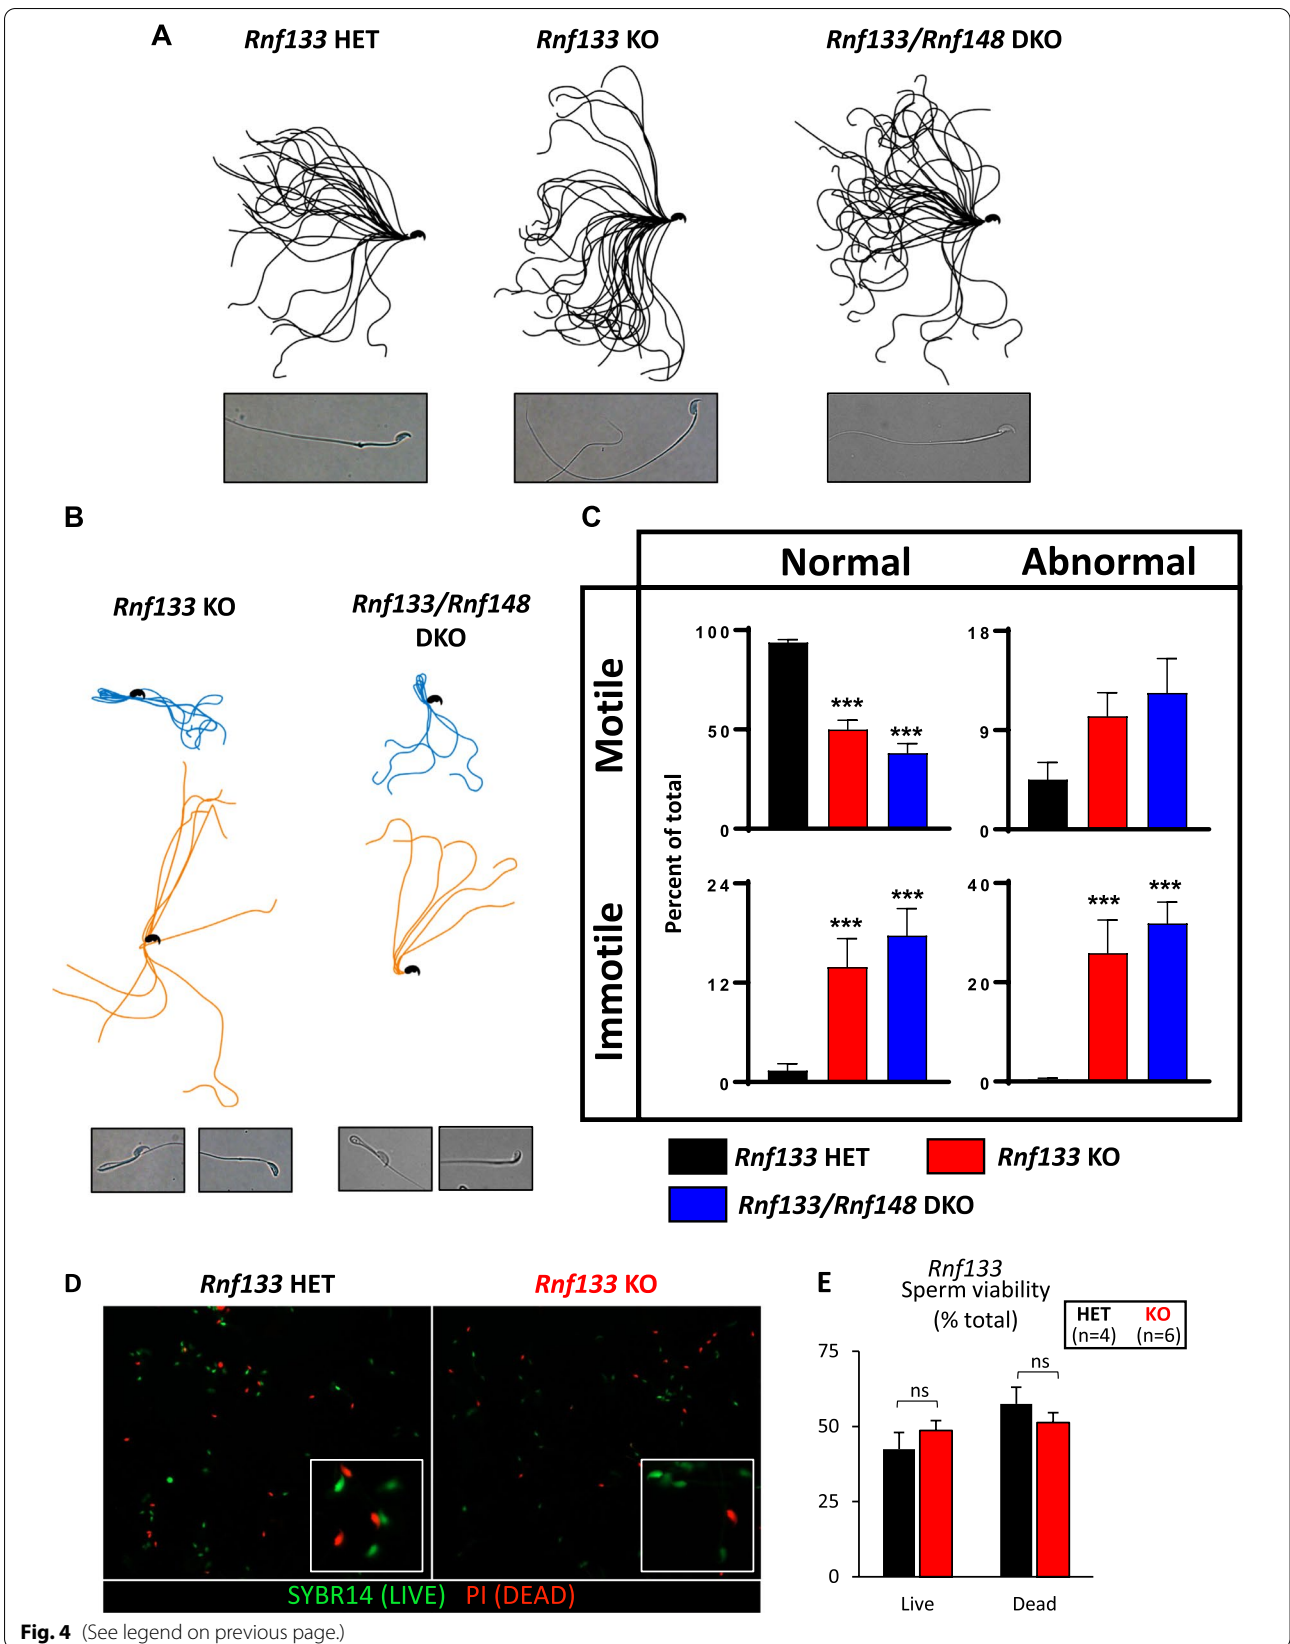 A
Rnf133 HET
Rnf133 KO
Rnf133/Rnf148 DKO
B
Rnf133 KO
Rnf133/Rnf148
DKO
C
Normal
Abnormal
Motile
Immotile
Percent of total
100
50
0
***
***
18
9
0
24
12
0
***
***
40
20
0
***
***
Rnf133 HET
Rnf133 KO
Rnf133/Rnf148 DKO
D
Rnf133 HET
Rnf133 KO
SYBR14 (LIVE) PI (DEAD)
E
Rnf133
Sperm viability
(% total)
HET KO
(n=4) (n=6)
75
50
25
0
ns
ns
Live
Dead
Fig. 4 (See legend on previous page.)